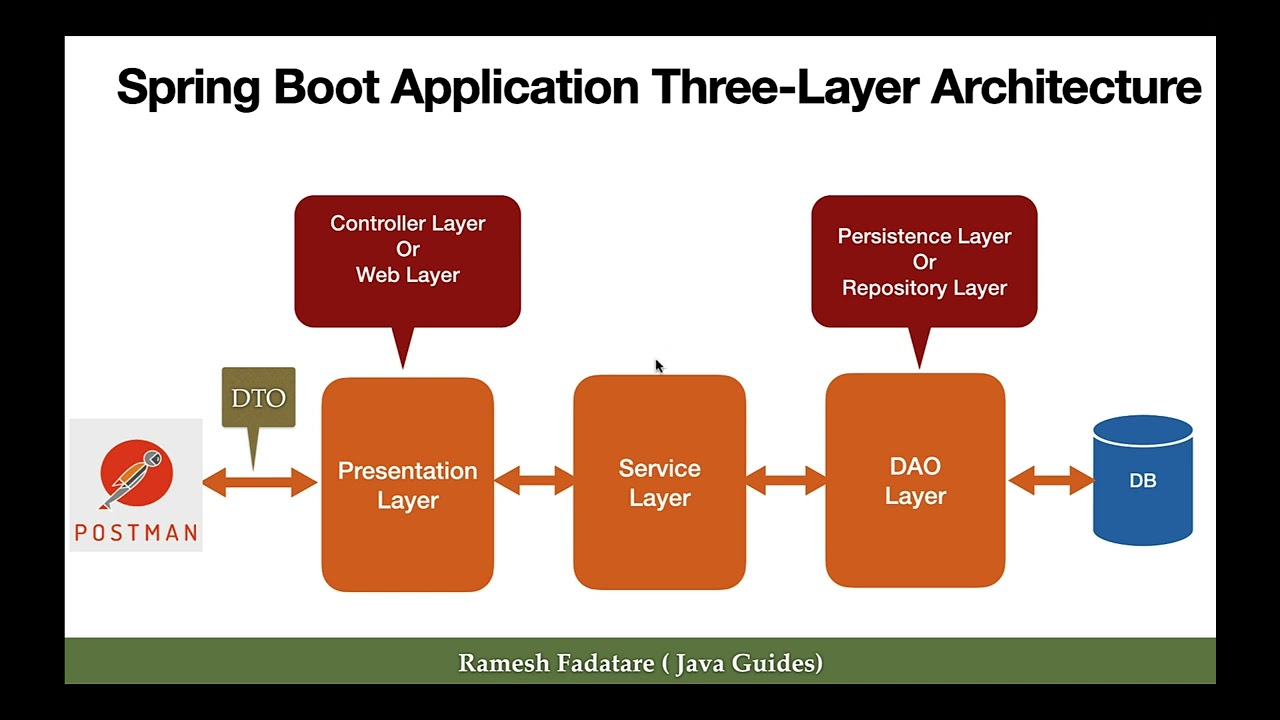 Spring Boot Application Three-Layer Architecture
Controller Layer
Or
Web Layer
Persistence Layer
Or
Repository Layer
DTO
POSTMAN
Presentation
Layer
Service
Layer
DAO
Layer
DB
Ramesh Fadatare ( Java Guides)